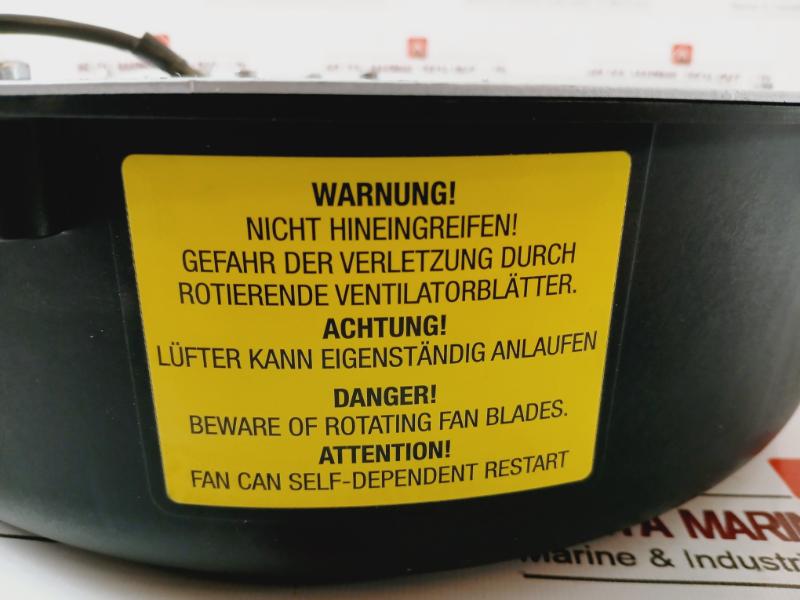 WARNUNG!
NICHT HINEINGREIFEN!
GEFAHR DER VERLETZUNG DURCH
ROTIERENDE VENTILATORBLÄTTER.
ACHTUNG!
LÜFTER KANN EIGENSTÄNDIG ANLAUFEN
DANGER!
BEWARE OF ROTATING FAN BLADES.
ATTENTION!
FAN CAN SELF-DEPENDENT RESTART
Marine &